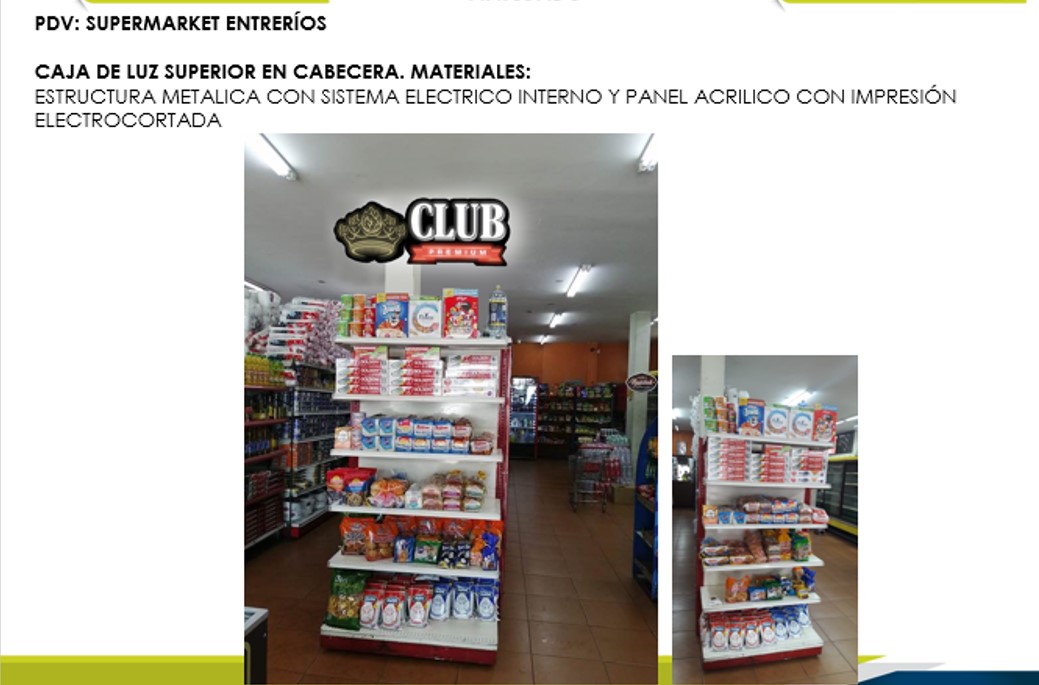 PDV: SUPERMARKET ENTRERÍOS
CAJA DE LUZ SUPERIOR EN CABECERA. MATERIALES:
ESTRUCTURA METALICA CON SISTEMA ELECTRICO INTERNO Y PANEL ACRILICO CON IMPRESIÓN
ELECTROCORTADA
CLUB
PREMIUM